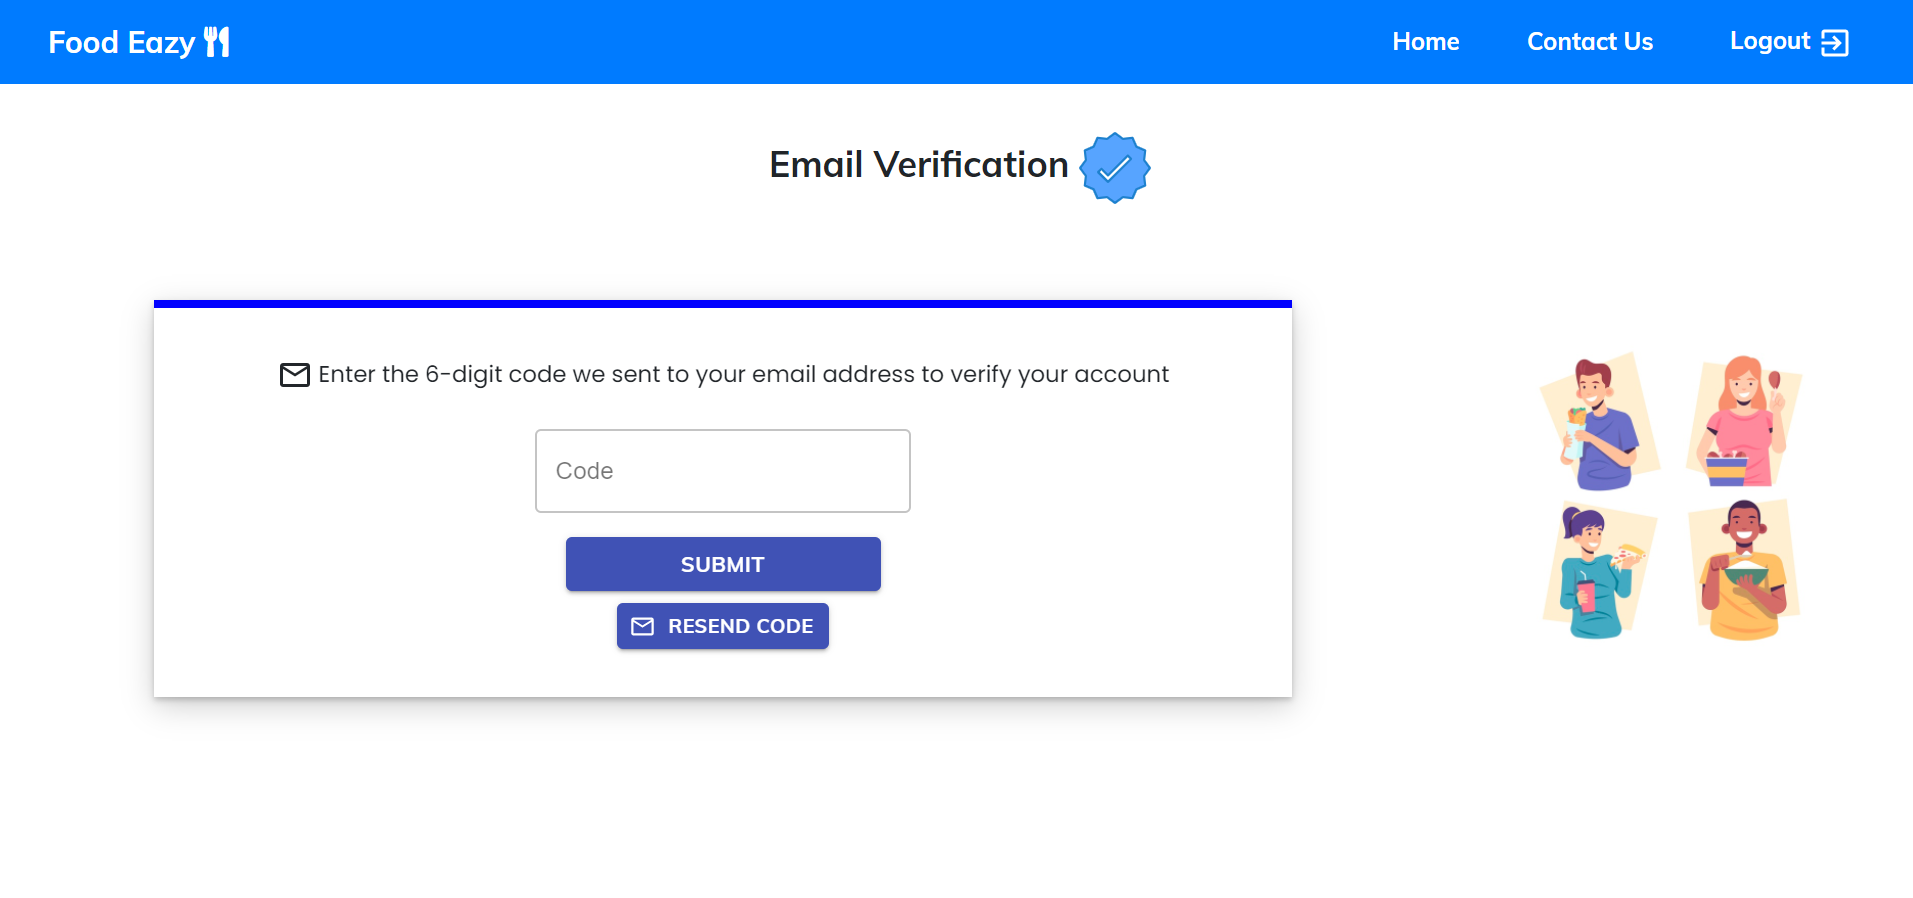 Food Eazy
Home
Contact Us
Logout
Email Verification
Enter the 6-digit code we sent to your email address to verify your account
Code
SUBMIT
RESEND CODE